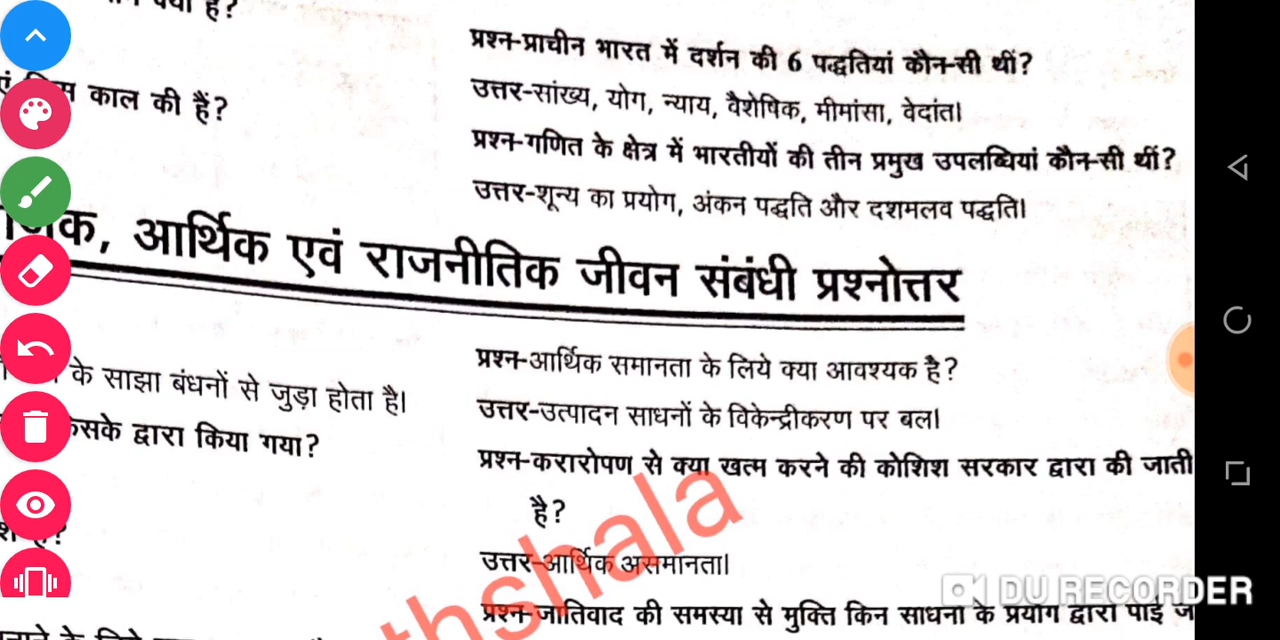 क्या है?
काल की हैं?
प्रश्न-प्राचीन भारत में दर्शन की 6 पद्धतियां कौन-सी थीं?
उत्तर-सांख्य, योग, न्याय, वैशेषिक, मीमांसा, वेदांत।
प्रश्न-गणित के क्षेत्र में भारतीयों की तीन प्रमुख उपलब्धियां कौन-सी थीं?
उत्तर-शून्य का प्रयोग, अंकन पद्धति और दशमलव पद्धति।
आर्थिक एवं राजनीतिक जीवन संबंधी प्रश्नोत्तर
के साझा बंधनों से जुड़ा होता है।
के द्वारा किया गया?
प्रश्न-आर्थिक समानता के लिये क्या आवश्यक है?
उत्तर-उत्पादन साधनों के विकेन्द्रीकरण पर बल।
प्रश्न-करारोपण से क्या खत्म करने की कोशिश सरकार द्वारा की जाती
है?
उत्तर-आर्थिक असमानता।
प्रश्न-जातिवाद की समस्या से मुक्ति किन साधना के प्रयोग द्वारा पाई
thshala
DU RECORDER